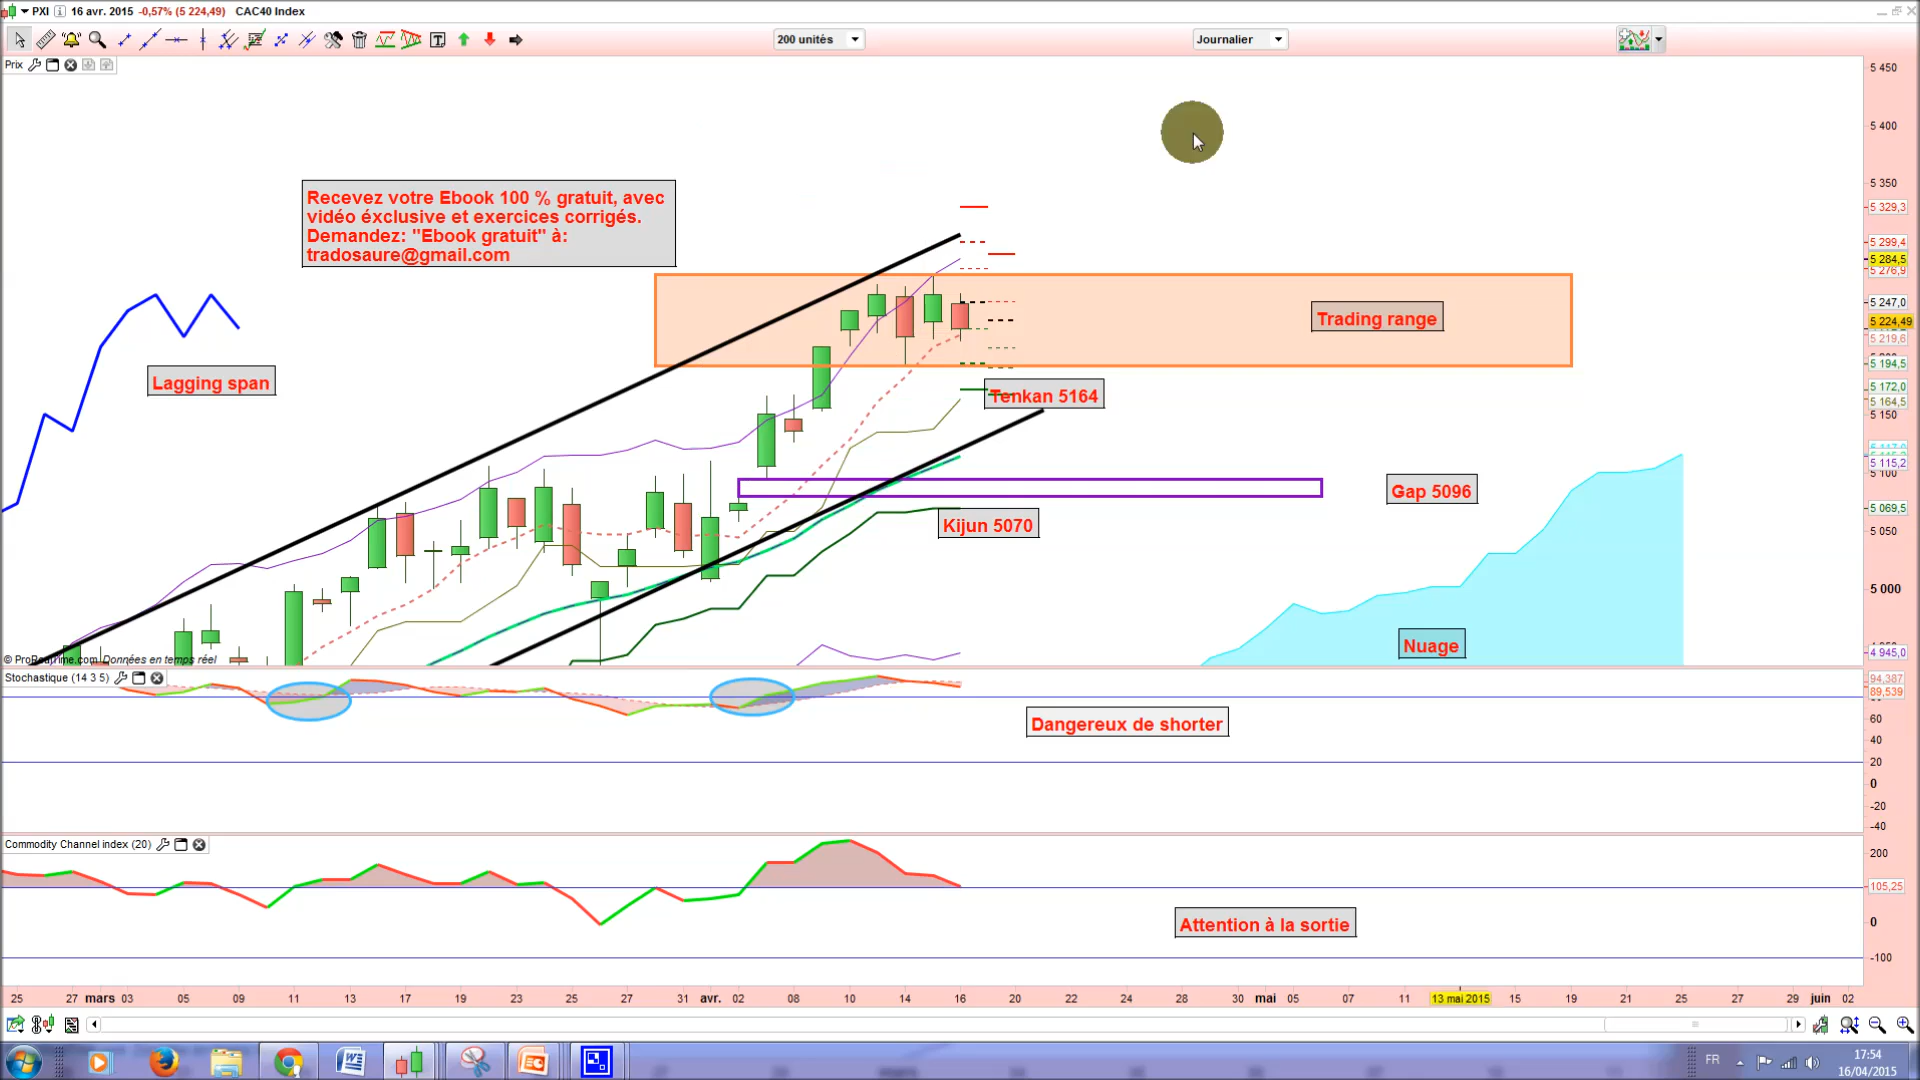 PXI 16 avr. 2015 -0,57% (5 224,49) CAC40 Index
200 unités
Journalier
Prix
Recevez votre Ebook 100 % gratuit, avec
vidéo éxclusive et exercices corrigés.
Demandez: "Ebook gratuit" à:
tradosaure@gmail.com
Trading range
Lagging span
Tenkan 5164
Gap 5096
Kijun 5070
Nuage
5 450
5 400
5 350
5 329,3
5 299,4
5 284,5
5 276,9
5 247,0
5 224,49
5 219,6
5 194,5
5 172,0
5 164,5
5 150
5 115,2
5 100
5 069,5
5 050
5 000
4 945,0
© ProRealTime.com Données en temps réel
Stochastique (14 3 5)
Dangereux de shorter
94,387
89,539
60
40
20
0
-20
-40
Commodity Channel index (20)
Attention à la sortie
200
105,25
0
-100
25 27 mars 03 05 09 11 13 17 19 23 25 27 31 avr. 02 08 10 14 16 20 22 24 28 30 mai 05 07 11 13 mai 2015 15 19 21 25 27 29 juin 02
FR
17:54
16/04/2015